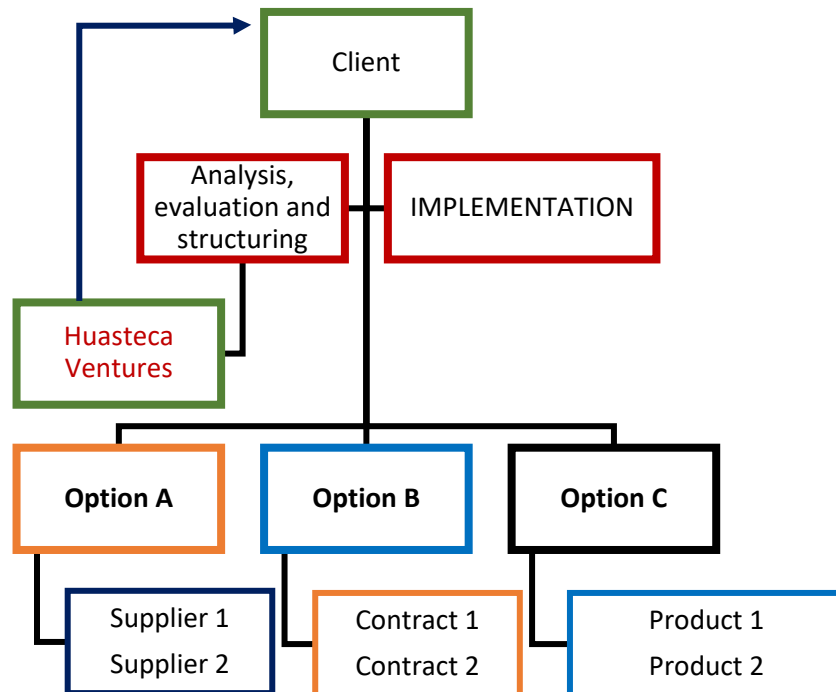 Client
Analysis,
evaluation and
structuring
IMPLEMENTATION
Huasteca
Ventures
Option A
Option B
Option C
Supplier 1
Supplier 2
Contract 1
Contract 2
Product 1
Product 2